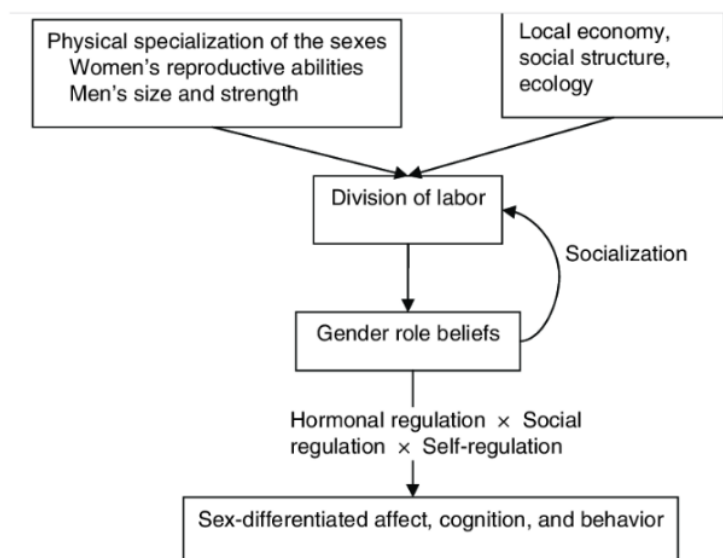 Physical specialization of the sexes
Women's reproductive abilities
Men's size and strength
Local economy,
social structure,
ecology
Division of labor
Socialization
Gender role beliefs
Hormonal regulation × Social
regulation × Self-regulation
Sex-differentiated affect, cognition, and behavior